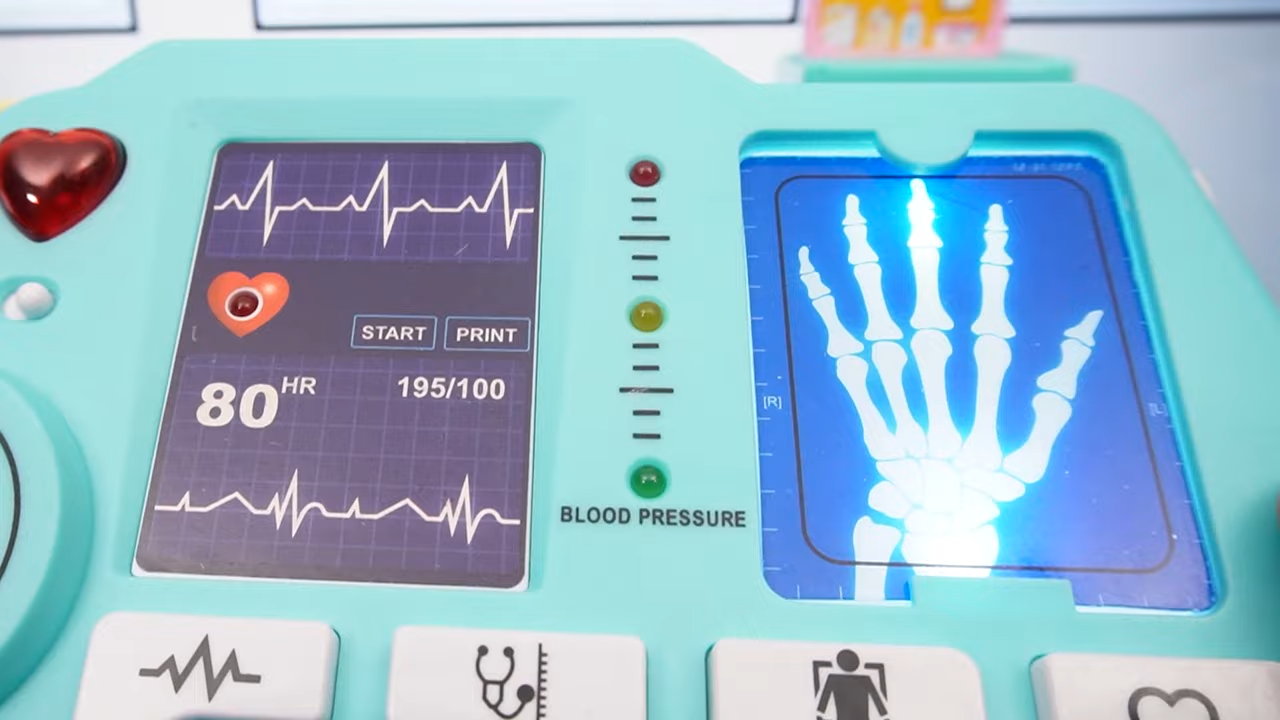 START PRINT
80 HR 195/100
BLOOD PRESSURE
[R]
[L]